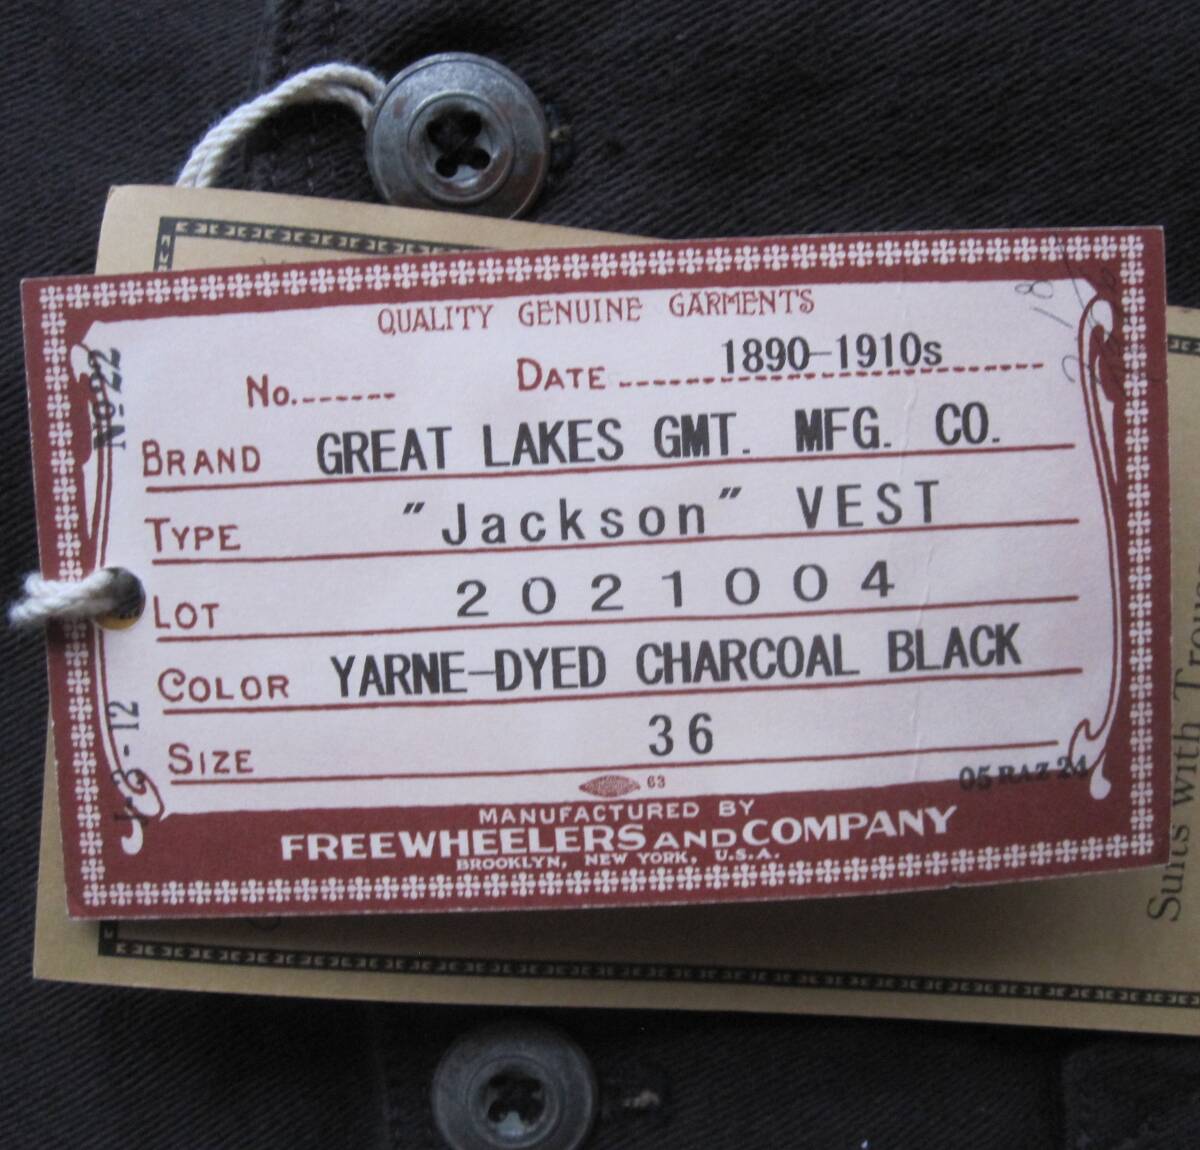 QUALITY GENUINE GARMENTS
No.
DATE 1890-1910s
BRAND GREAT LAKES GMT. MFG. CO.
TYPE "Jackson" VEST
LOT 2021004
COLOR YARNE-DYED CHARCOAL BLACK
SIZE 36
63
05 RAZ 24
MANUFACTURED BY
FREEWHEELERS AND COMPANY
BROOKLYN, NEW YORK, U.S.A.
No 22
Suits with